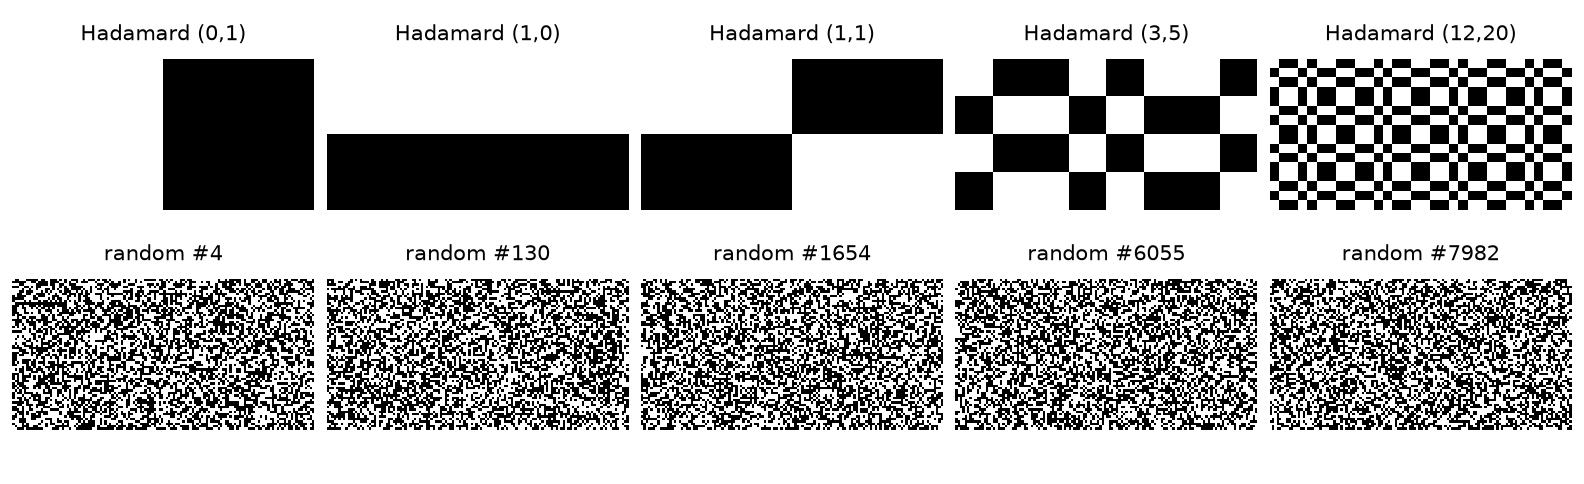 Hadamard (0,1)
Hadamard (1,0)
Hadamard (1,1)
Hadamard (3,5)
Hadamard (12,20)
random #4
random #130
random #1654
random #6055
random #7982